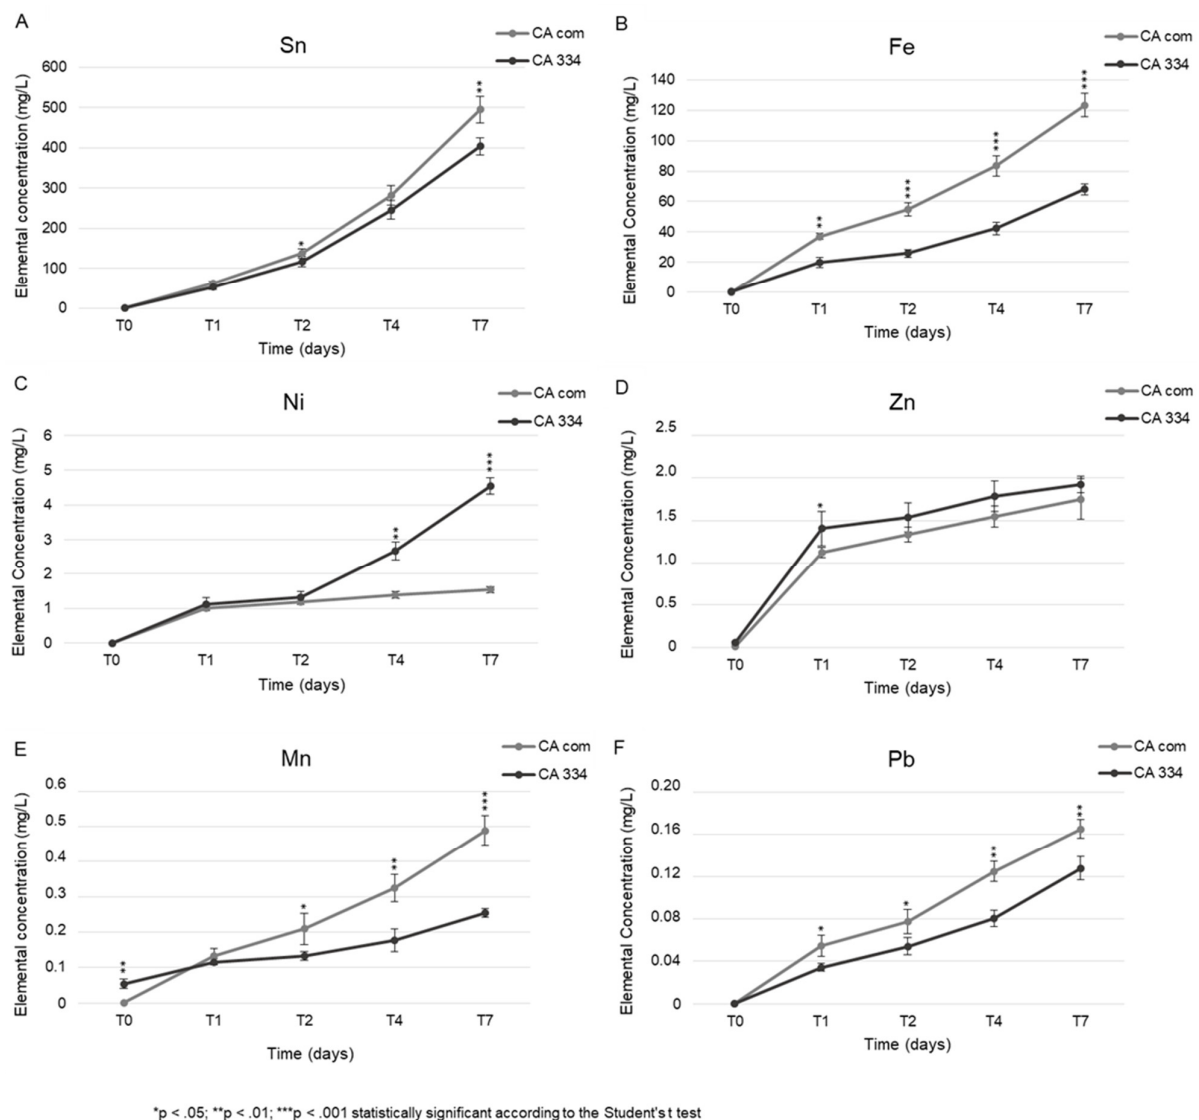 A
Sn
CA com
CA 334
Elemental concentration (mg/L)
600
500
400
300
200
100
0
*
**
T0 T1 T2 T4 T7
Time (days)
B
Fe
CA com
CA 334
Elemental Concentration (mg/L)
140
120
100
80
60
40
20
0
**
***
***
***
T0 T1 T2 T4 T7
Time (days)
C
Ni
CA com
CA 334
Elemental Concentration (mg/L)
6
5
4
3
2
1
0
**
***
T0 T1 T2 T4 T7
Time (days)
D
Zn
CA com
CA 334
Elemental Concentration (mg/L)
2.5
2.0
1.5
1.0
0.5
0
*
T0 T1 T2 T4 T7
Time (days)
E
Mn
CA com
CA 334
Elemental concentration (mg/L)
0.6
0.5
0.4
0.3
0.2
0.1
0
**
*
**
***
T0 T1 T2 T4 T7
Time (days)
F
Pb
CA com
CA 334
Elemental Concentration (mg/L)
0.20
0.16
0.12
0.08
0.04
0
*
*
**
**
T0 T1 T2 T4 T7
Time (days)
*p < .05; **p < .01; ***p < .001 statistically significant according to the Student's t test